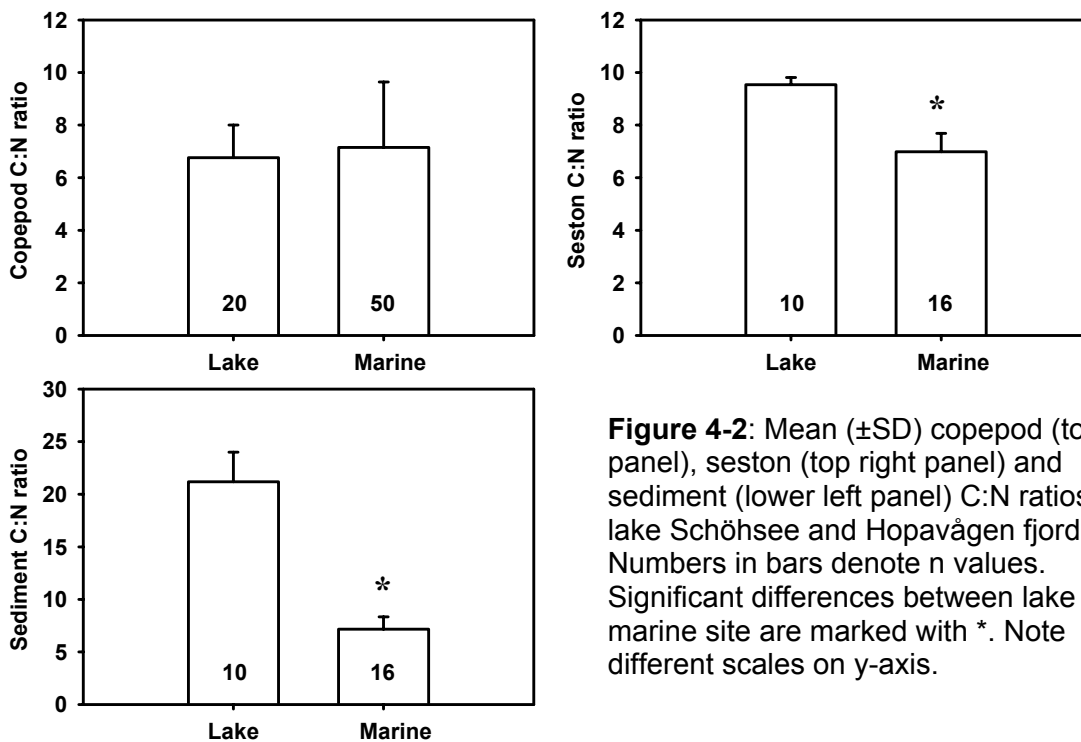 12
10
8
6
4
2
0
Copepod C:N ratio
20
50
Lake
Marine
12
10
8
6
4
2
0
Seston C:N ratio
*
10
16
Lake
Marine
30
25
20
15
10
5
0
Sediment C:N ratio
*
10
16
Lake
Marine
Figure 4-2: Mean (±SD) copepod
panel), seston (top right panel) and
sediment (lower left panel) C:N ratios
lake Schöhsee and Hopavågen fjord
Numbers in bars denote n values.
Significant differences between lake
marine site are marked with *. Note
different scales on y-axis.